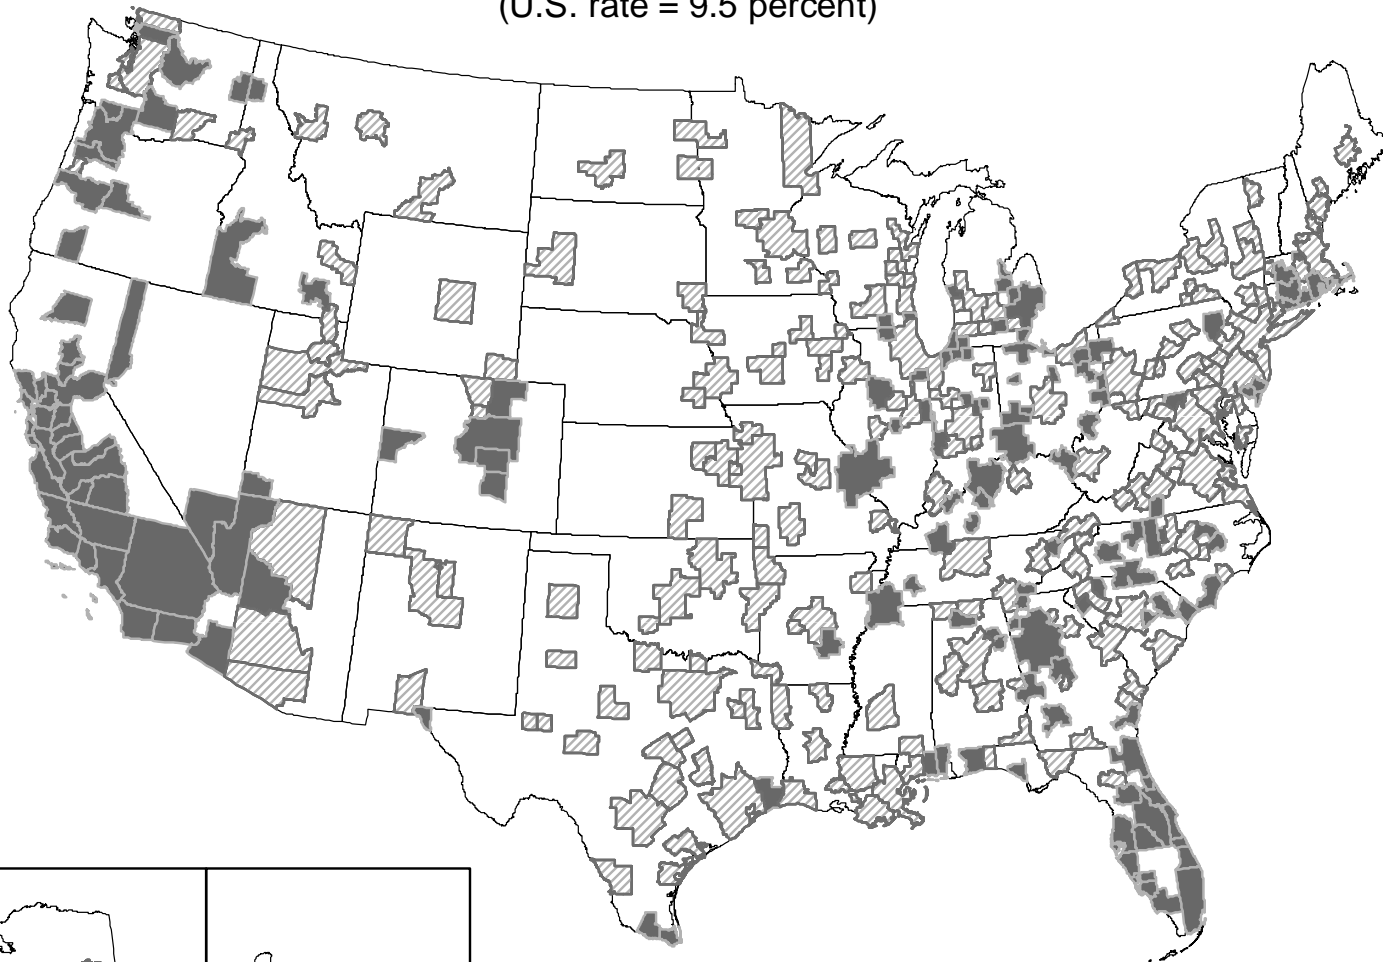 (U.S. rate = 9.5 percent)